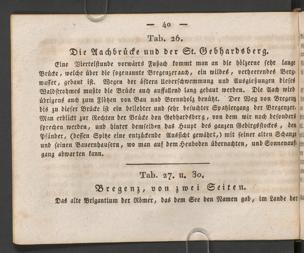 — 40 —
Tab. 26.
Die Aachbrücke und der St. Gebhardsberg.
Eine Viertelstunde vorwärts Fussach kommt man an die hölzerne sehr lange
Brücke, welche über die sogenannte Bregenzeraach, ein wildes, verheerendes Berg-
wasser, gebaut ist. Wegen der öftern Ueberschwemmung und Ausgießungen dieses
Waldstromes mußte die Brücke auch auffallend lang gebaut werden. Die Aach wird
übrigens auch zum Flößen von Bau und Brennholz benützt. Der Weg von Bregenz
bis zu dieser Brücke ist ein beliebter und sehr besuchter Spaziergang der Bregenzer.
Man erblickt zur Rechten der Brücke den Gebhardsberg, von dem wir noch besonders
sprechen werden, und hinter demselben das Haupt des ganzen Gebirgsstockes, den
Pfänder, (dessen Spitze eine entzückende Aussicht gewährt,) mit seiner alten Schanz
und seinen Bauernhäusern, wo man auf dem Heuboden übernachten, und Sonnenauf-
gang abwarten kann.
Tab. 27. u. 30.
Bregenz, von zwei Seiten.
Das alte Brigantium der Römer, das dem See den Namen gab, im Lande der